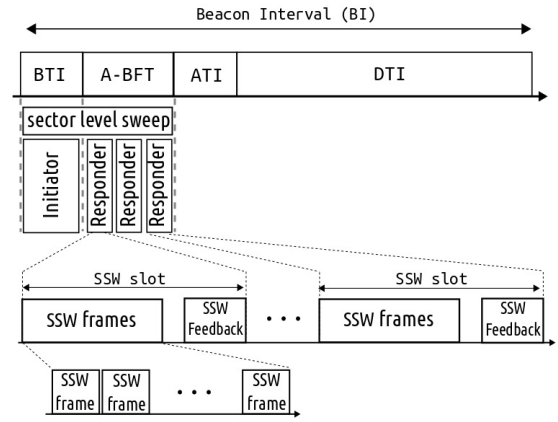 Beacon Interval (BI)
BTI A-BFT ATI DTI
sector level sweep
Initiator
Responder
Responder
Responder
SSW slot
SSW slot
SSW frames
SSW
Feedback
...
SSW frames
SSW
Feedback
SSW
frame
SSW
frame
...
SSW
frame